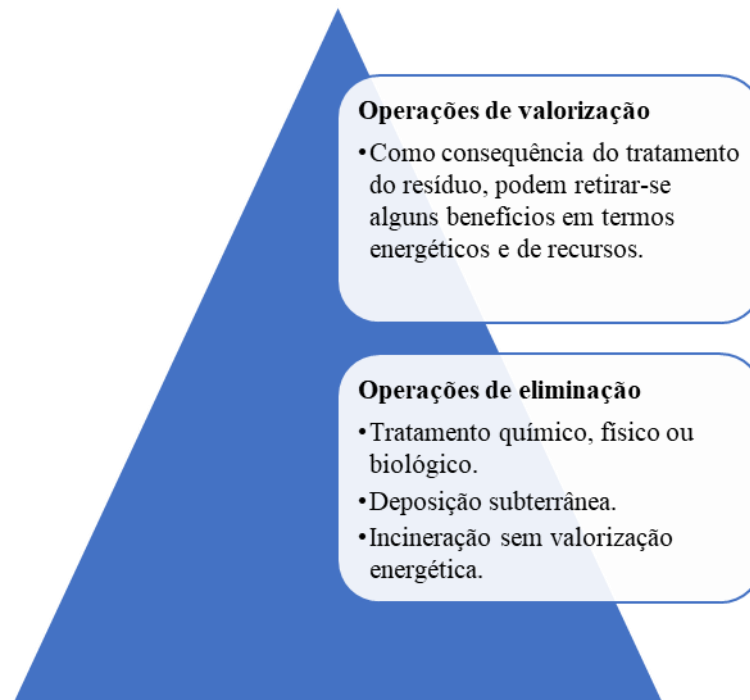 Operações de valorização
•Como consequência do tratamento
do resíduo, podem retirar-se
alguns benefícios em termos
energéticos e de recursos.
Operações de eliminação
•Tratamento químico, físico ou
biológico.
•Deposição subterrânea.
•Incineração sem valorização
energética.